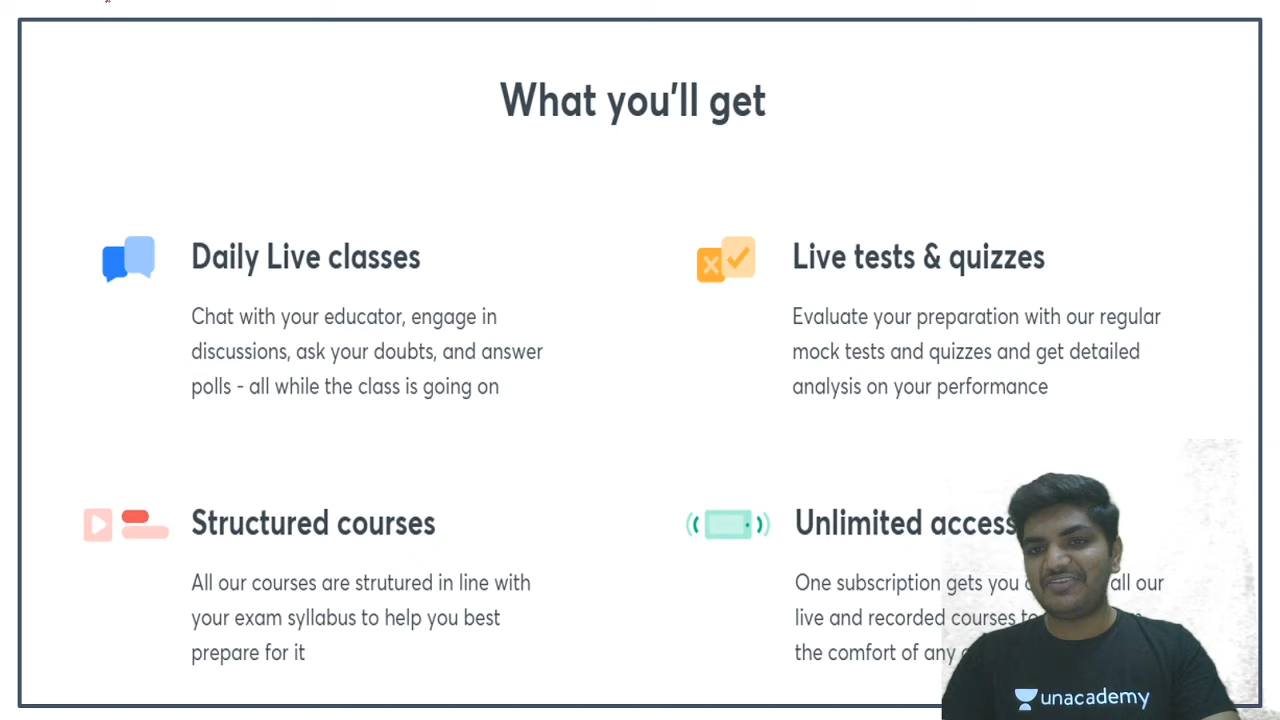 What you'll get
Daily Live classes
Chat with your educator, engage in
discussions, ask your doubts, and answer
polls - all while the class is going on
Live tests & quizzes
Evaluate your preparation with our regular
mock tests and quizzes and get detailed
analysis on your performance
Structured courses
All our courses are strutured in line with
your exam syllabus to help you best
prepare for it
Unlimited access
One subscription gets you all our
live and recorded courses
the comfort of any
unacademy